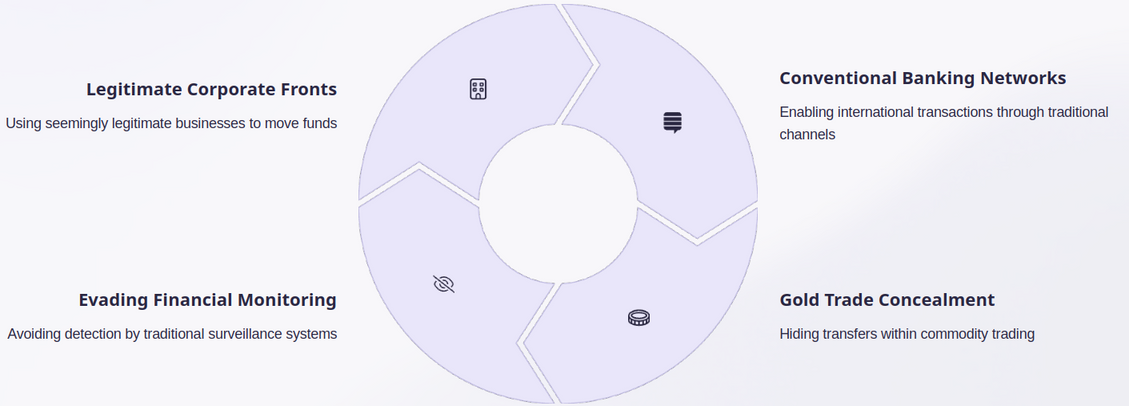 Legitimate Corporate Fronts
Using seemingly legitimate businesses to move funds
Conventional Banking Networks
Enabling international transactions through traditional
channels
Evading Financial Monitoring
Avoiding detection by traditional surveillance systems
Gold Trade Concealment
Hiding transfers within commodity trading